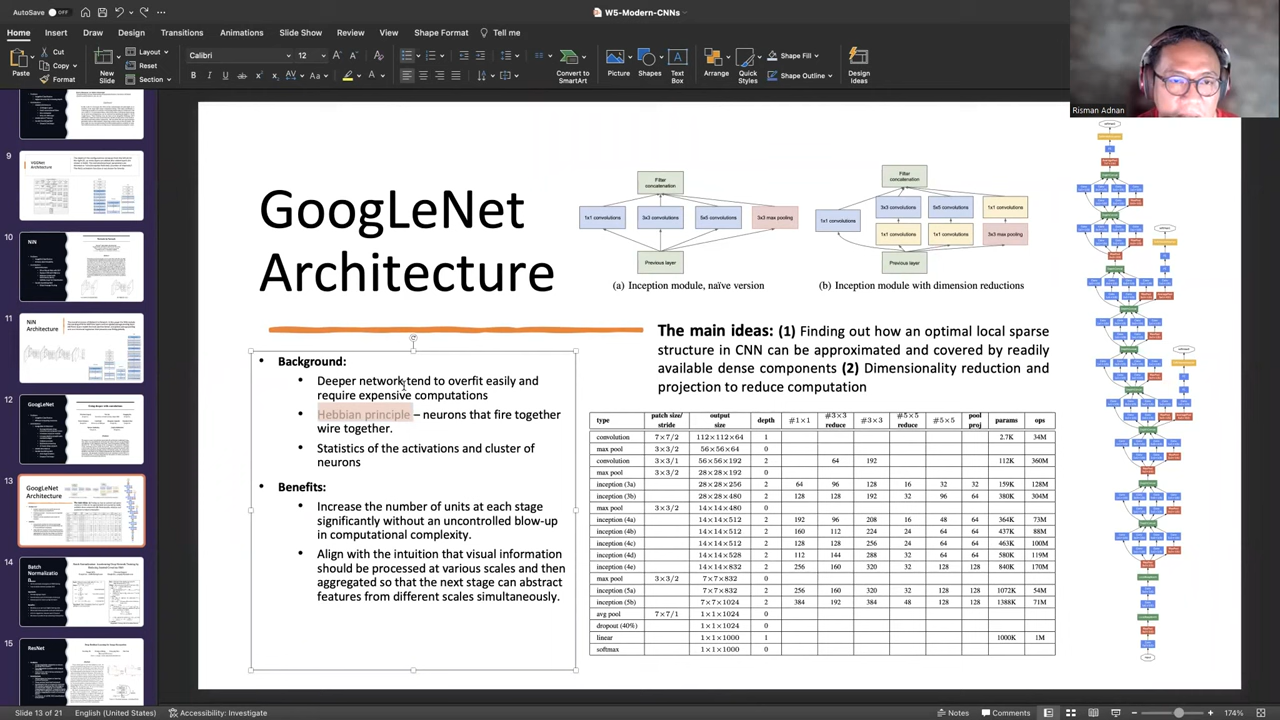 AutoSave OFF
W5-Modern-CNNs
Home Insert Draw Design Transitions Animations Slide Show Review View Shape Format Tell me
Paste
Cut
Copy
Format
New Slide
Layout
Reset
Section
Calibri
12
Convert to SmartArt
Picture
Shapes
Text Box
Arrange
Quick Styles
Shape Fill
Shape Outline
Design Ideas
Risman Adnan
VGGNet Architecture
NiN
NiN Architecture
GoogLeNet
GoogLeNet Architecture
Batch Normalization
15
ResNet
GoogLeNet
Architecture
Filter concatenation
1x1 convolutions
3x3 convolutions
5x5 convolutions
3x3 max pooling
Previous layer
(a) Inception module, naïve version
Filter concatenation
3x3 convolutions
5x5 convolutions
1x1 convolutions
1x1 convolutions
1x1 convolutions
1x1 convolutions
3x3 max pooling
Previous layer
(b) Inception module with dimension reductions
The main ideas: (1) Finding out how an optimal local sparse
structure in CNN can be approximated and covered by readily
available dense components (2) Dimensionality reduction and
projection to reduce computation
• Background:
• Deeper network tend to overfit easily and
require expensive computations
• Hebbian principle – neurons that fire together
wire together.
• Statistics of the activations and cluster of
neurons
• Benefits:
• Increase the number of units at each stage
significantly without an uncontrolled blow-up
in computational complexity.
• Align with the intuition that visual information
should be processed at various scales and then
aggregated so that the next stage can abstract
features from different scales simultaneously.
type patch size/ stride output size depth #1×1 #3×3 reduce #3×3 #5×5 reduce #5×5 pool proj params ops
convolution 7×7/2 112×112×64 1 2.7K 34M
max pool 3×3/2 56×56×64 0
convolution 3×3/1 56×56×192 2 64 192 112K 360M
max pool 3×3/2 28×28×192 0
inception (3a) 28×28×256 2 64 96 128 16 32 32 159K 128M
inception (3b) 28×28×480 2 128 128 192 32 96 64 380K 304M
max pool 3×3/2 14×14×480 0
inception (4a) 14×14×512 2 192 96 208 16 48 64 364K 73M
inception (4b) 14×14×512 2 160 112 224 24 64 64 437K 88M
inception (4c) 14×14×512 2 128 128 256 24 64 64 463K 100M
inception (4d) 14×14×528 2 112 144 288 32 64 64 580K 119M
inception (4e) 14×14×832 2 256 160 320 32 128 128 840K 170M
max pool 3×3/2 7×7×832 0
inception (5a) 7×7×832 2 256 160 320 32 128 128 1072K 54M
inception (5b) 7×7×1024 2 384 192 384 48 128 128 1388K 71M
avg pool 7×7/1 1×1×1024 0
dropout (40%) 1×1×1024 0
linear 1×1×1000 1 1000K 1M
softmax 1×1×1000 0
Slide 13 of 21 English (United States) Accessibility: Investigate Notes Comments 174%